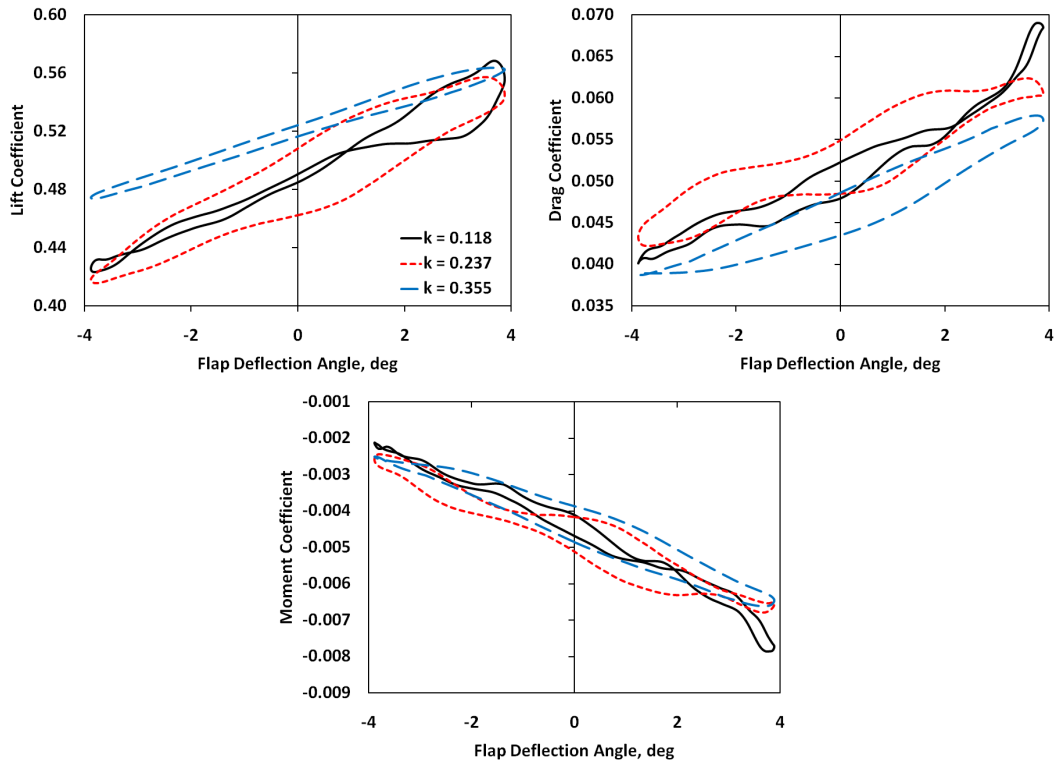 0.60
0.56
0.52
0.48
0.44
0.40
Lift Coefficient
-4 -2 0 2 4
Flap Deflection Angle, deg
k = 0.118
k = 0.237
k = 0.355
0.070
0.065
0.060
0.055
0.050
0.045
0.040
0.035
Drag Coefficient
-4 -2 0 2 4
Flap Deflection Angle, deg
-0.001
-0.002
-0.003
-0.004
-0.005
-0.006
-0.007
-0.008
-0.009
Moment Coefficient
-4 -2 0 2 4
Flap Deflection Angle, deg